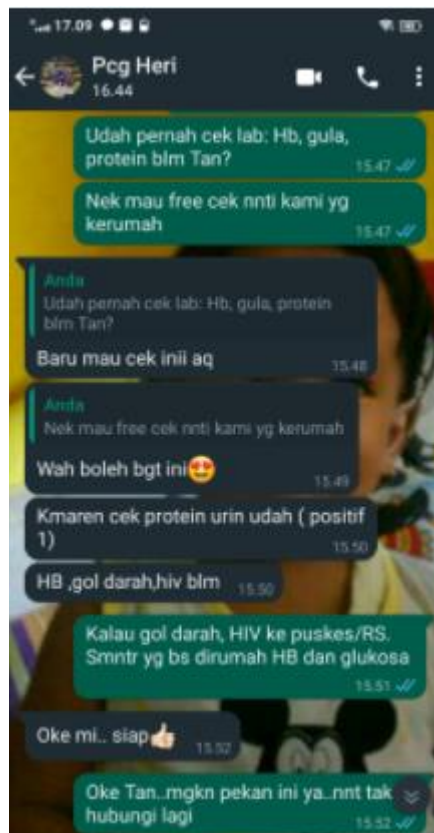 17.09
Pcg Heri
16.44
Udah pernah cek lab: Hb, gula,
protein blm Tan?
15.47
Nek mau free cek nnti kami yg
kerumah
15.47
Anda
Udah pernah cek lab: Hb, gula, protein
blm Tan?
Baru mau cek inii aq
15.48
Anda
Nek mau free cek nnti kami yg kerumah
Wah boleh bgt ini😍
15.49
Kmaren cek protein urin udah ( positif
1)
15.50
HB ,gol darah,hiv blm
15.50
Kalau gol darah, HIV ke puskes/RS.
Smntr yg bs dirumah HB dan glukosa
15.51
Oke mi.. siap👍🏻
15.52
Oke Tan..mgkn pekan ini ya..nnt tak
hubungi lagi
15.52